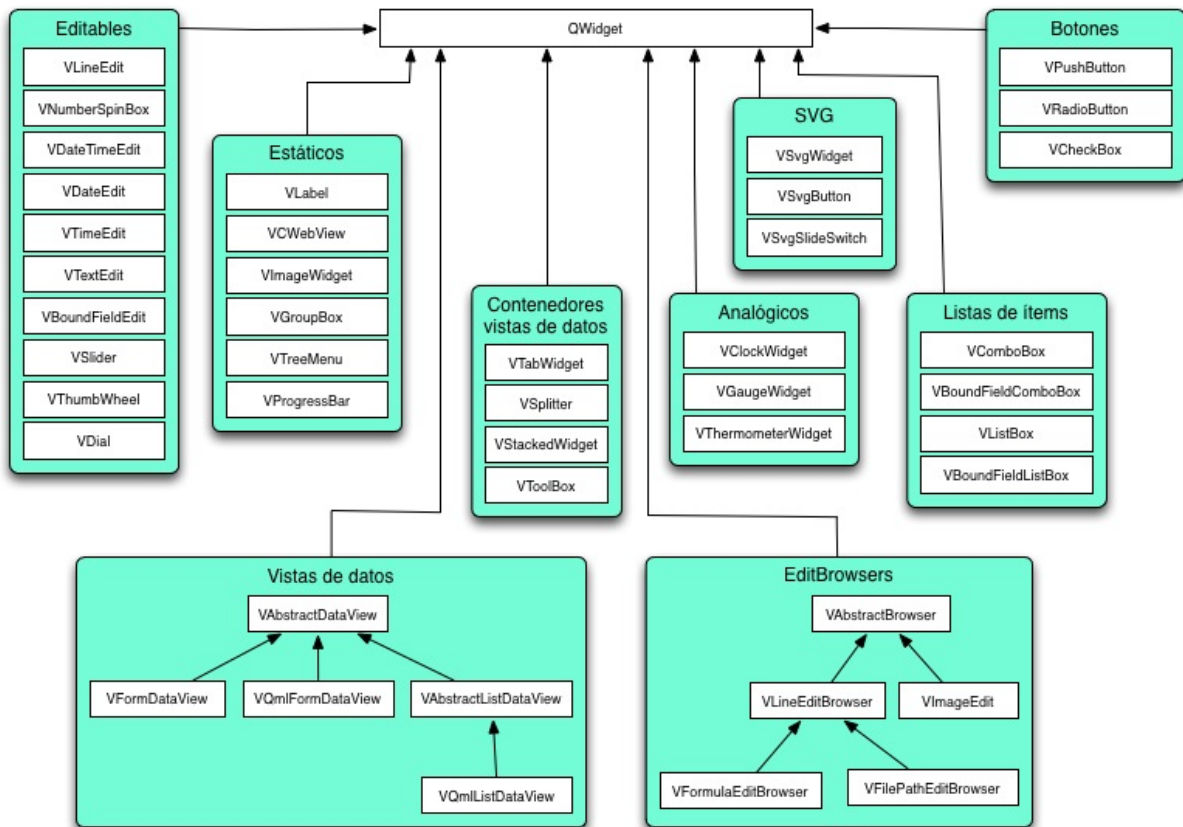 QWidget
Editables
VLineEdit
VNumberSpinBox
VDateTimeEdit
VDateEdit
VTimeEdit
VTextEdit
VBoundFieldEdit
VSlider
VThumbWheel
VDial
Estáticos
VLabel
VCWebView
VImageWidget
VGroupBox
VTreeMenu
VProgressBar
Contenedores
vistas de datos
VTabWidget
VSplitter
VStackedWidget
VToolBox
SVG
VSvgWidget
VSvgButton
VSvgSlideSwitch
Analógicos
VClockWidget
VGaugeWidget
VThermometerWidget
Botones
VPushButton
VRadioButton
VCheckBox
Listas de ítems
VComboBox
VBoundFieldComboBox
VListBox
VBoundFieldListBox
Vistas de datos
VAbstractDataView
VFormDataView
VQmlFormDataView
VAbstractListDataView
VQmlListDataView
EditBrowsers
VAbstractBrowser
VLineEditBrowser
VImageEdit
VFormulaEditBrowser
VFilePathEditBrowser